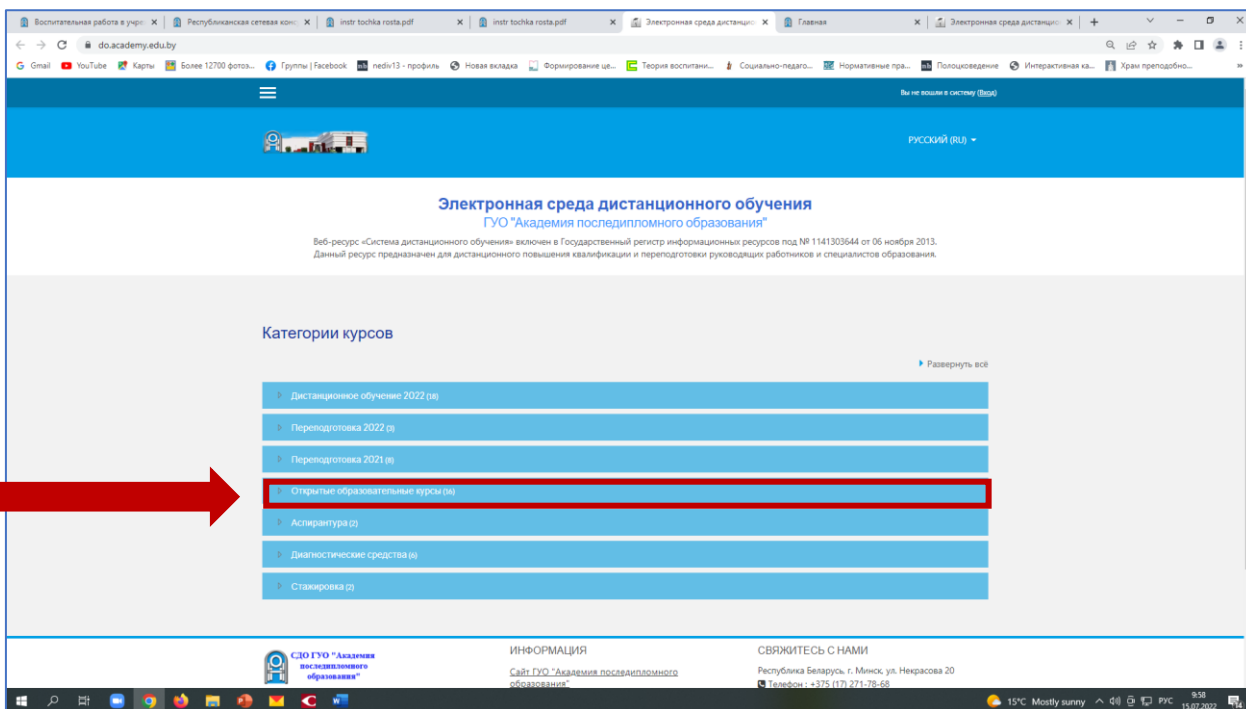 Воспитательная работа в учре
Республиканская сетевая конс
instr tochka rosta.pdf
instr tochka rosta.pdf
Электронная среда дистанцио
Главная
Электронная среда дистанцио
do.academy.edu.by
Gmail
YouTube
Карты
Более 12700 фотоэ...
Группы | Facebook
nediv13 - профиль
Новая вкладка
Формирование це...
Теория воспитани...
Социально-педаго...
Нормативные пра...
Полоцковедение
Интерактивная ка...
Храм преподобно...
Вы не вошли в систему (Вход)
РУССКИЙ (RU)
Электронная среда дистанционного обучения
ГУО "Академия последипломного образования"
Веб-ресурс «Система дистанционного обучения» включен в Государственный регистр информационных ресурсов под № 1141303644 от 06 ноября 2013.
Данный ресурс предназначен для дистанционного повышения квалификации и переподготовки руководящих работников и специалистов образования.
Категории курсов
Развернуть всё
Дистанционное обучение 2022 (18)
Переподготовка 2022 (3)
Переподготовка 2021 (8)
Открытые образовательные курсы (16)
Аспирантура (2)
Диагностические средства (6)
Стажировка (2)
СДО ГУО "Академия
последипломного
образования"
ИНФОРМАЦИЯ
Сайт ГУО "Академия последипломного
образования"
СВЯЖИТЕСЬ С НАМИ
Республика Беларусь, г. Минск, ул. Некрасова 20
Телефон : +375 (17) 271-78-68
15°C Mostly sunny
РУС
9:58
15.07.2022